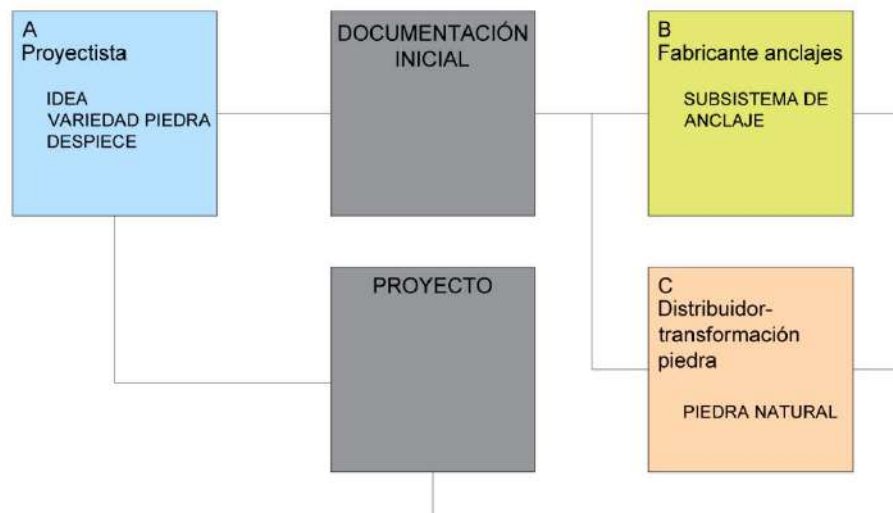 A
Proyectista
IDEA
VARIEDAD PIEDRA
DESPIECE
DOCUMENTACIÓN
INICIAL
B
Fabricante anclajes
SUBSISTEMA DE
ANCLAJE
PROYECTO
C
Distribuidor-
transformación
piedra
PIEDRA NATURAL